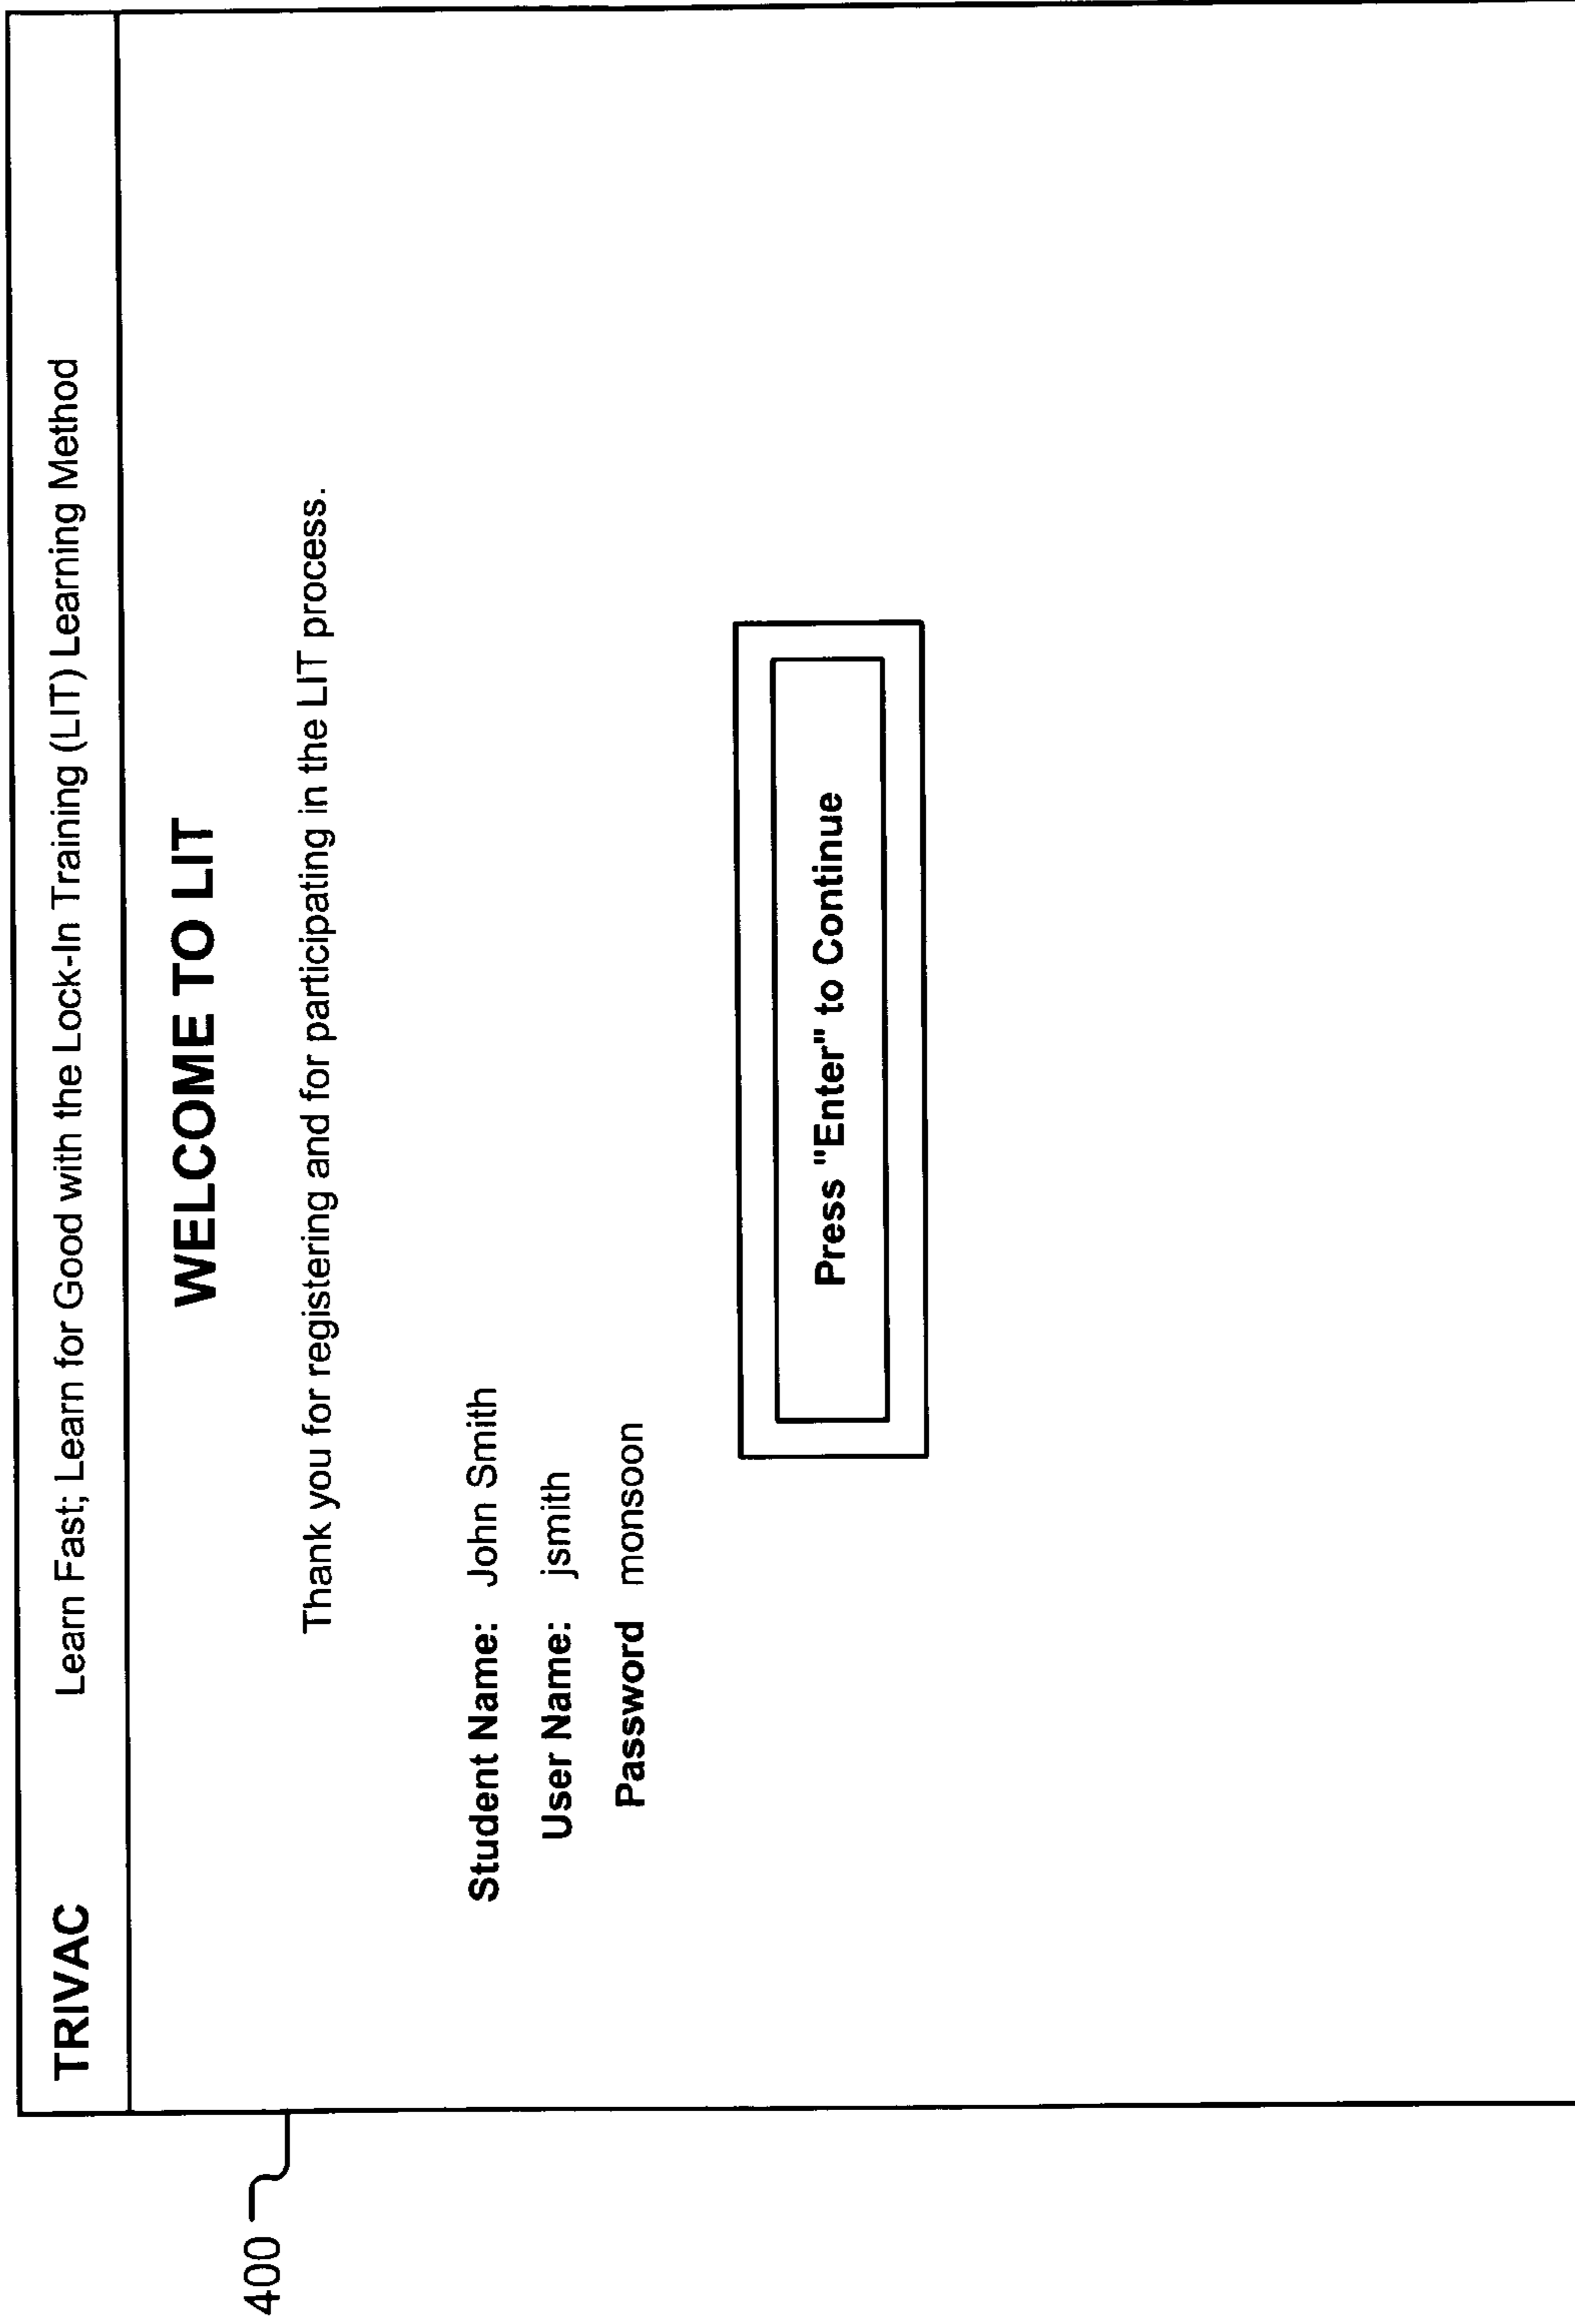 TRIVAC Learn Fast; Learn for Good with the Lock-In Training (LIT) Learning Method
WELCOME TO LIT
Thank you for registering and for participating in the LIT process.
Student Name: John Smith
User Name: jsmith
Password monsoon
Press "Enter" to Continue
400